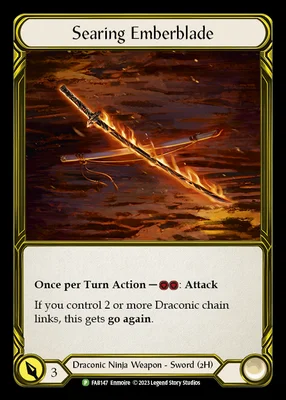 Searing Emberblade
Once per Turn Action — : Attack
If you control 2 or more Draconic chain
links, this gets go again.
3
Draconic Ninja Weapon - Sword (2H)
P FAB147 Enmoire © 2023 Legend Story Studios